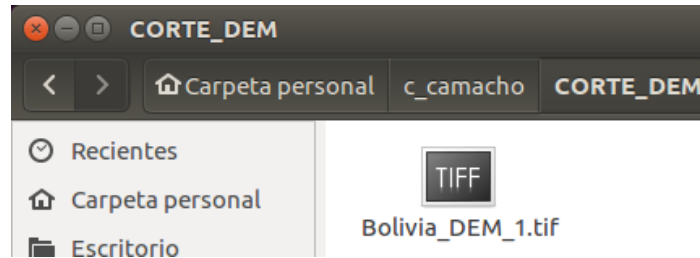 CORTE_DEM
Carpeta personal c_camacho CORTE_DEM
Recientes
Carpeta personal
Escritorio
TIFF
Bolivia_DEM_1.tif